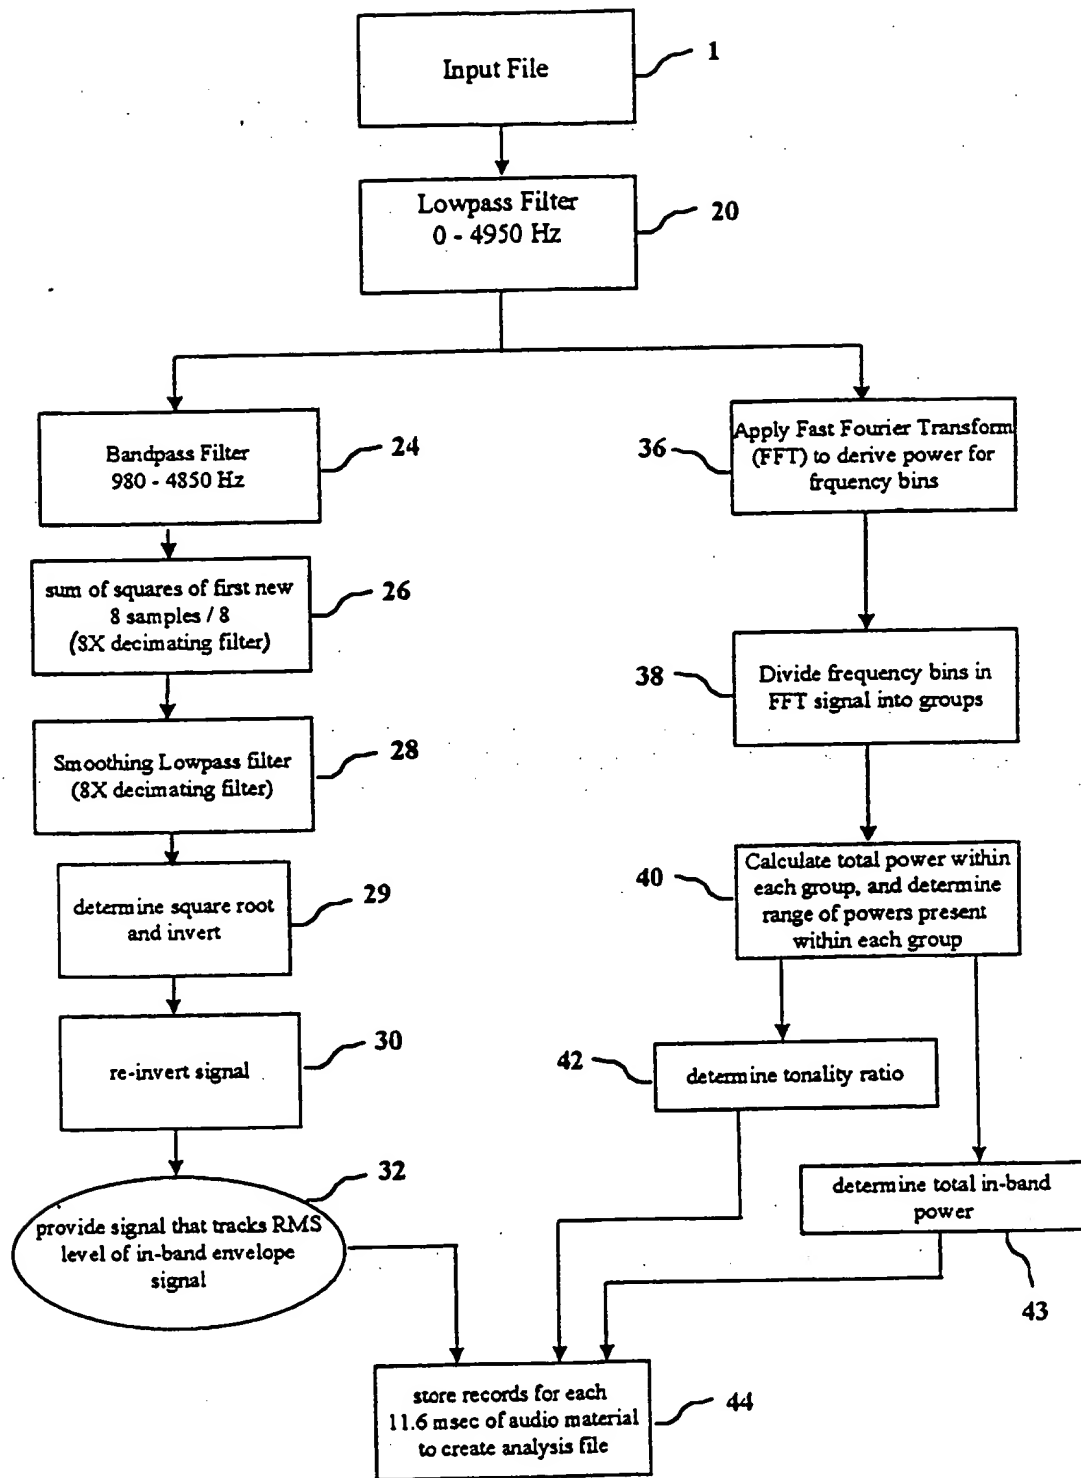 Input File
1
Lowpass Filter
0 - 4950 Hz
20
Bandpass Filter
980 - 4850 Hz
24
sum of squares of first new
8 samples / 8
(8X decimating filter)
26
Smoothing Lowpass filter
(8X decimating filter)
28
determine square root
and invert
29
re-invert signal
30
provide signal that tracks RMS
level of in-band envelope
signal
32
Apply Fast Fourier Transform
(FFT) to derive power for
frquency bins
36
Divide frequency bins in
FFT signal into groups
38
Calculate total power within
each group, and determine
range of powers present
within each group
40
determine tonality ratio
42
determine total in-band
power
43
store records for each
11.6 msec of audio material
to create analysis file
44